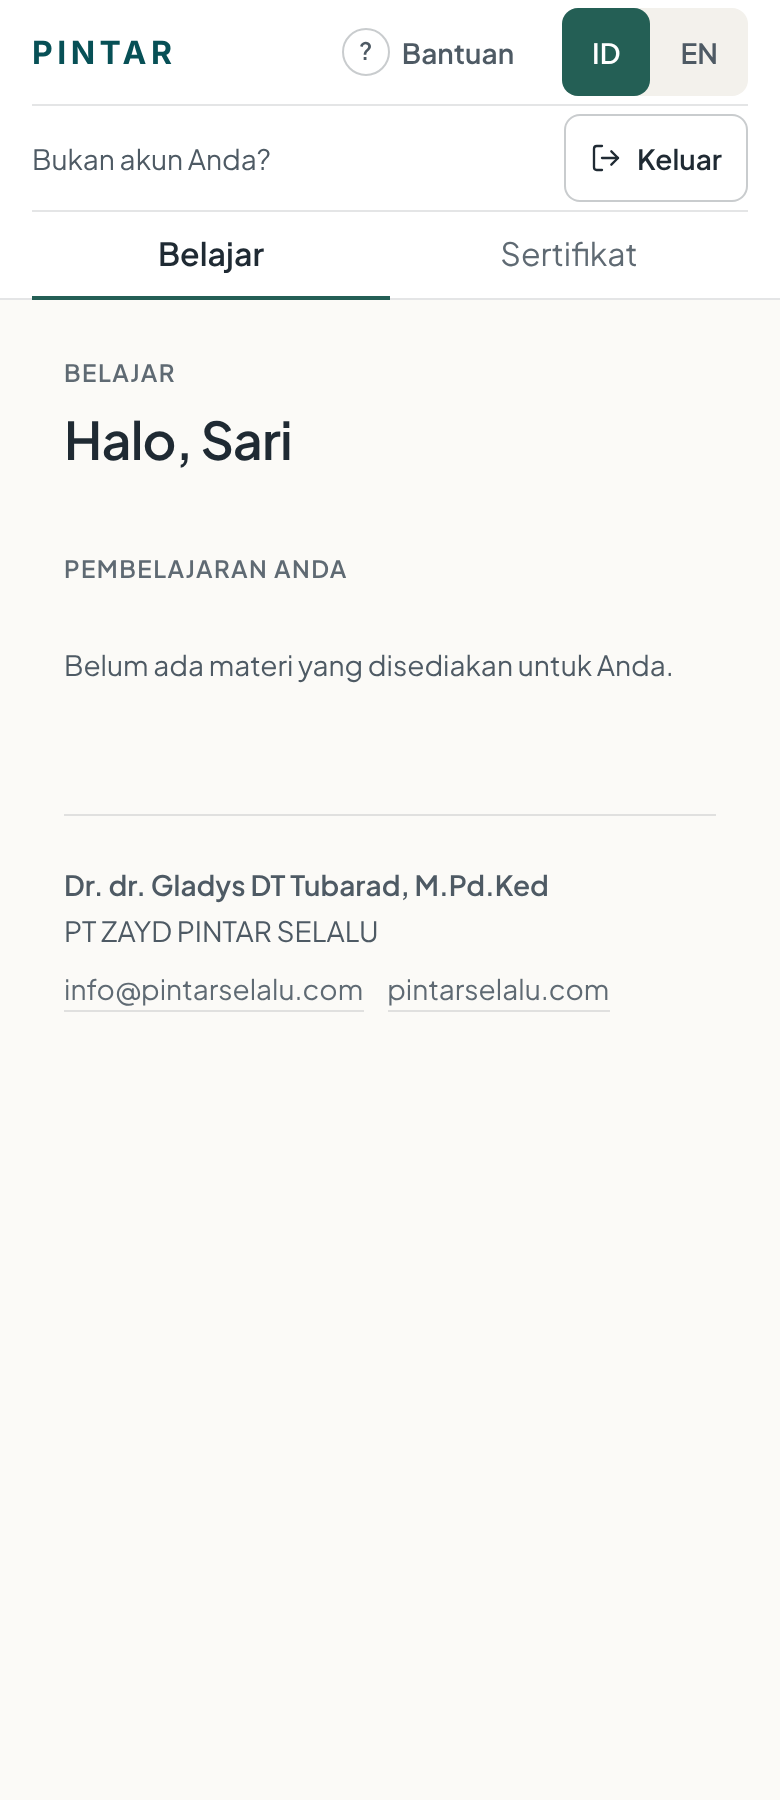 PINTAR
? Bantuan
ID EN
Bukan akun Anda?
Keluar
Belajar
Sertifikat
BELAJAR
Halo, Sari
PEMBELAJARAN ANDA
Belum ada materi yang disediakan untuk Anda.
Dr. dr. Gladys DT Tubarad, M.Pd.Ked
PT ZAYD PINTAR SELALU
info@pintarselalu.com pintarselalu.com